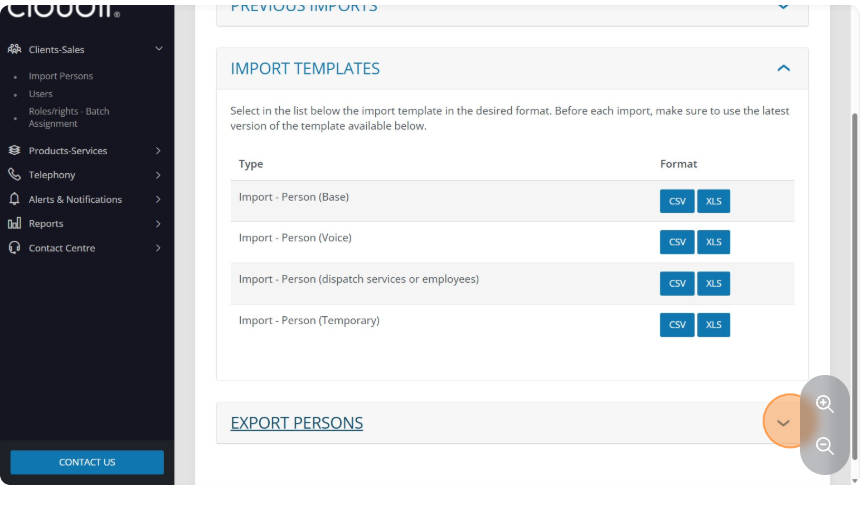 PREVIOUS IMPORTS
Clients-Sales
Import Persons
Users
Roles/rights - Batch
Assignment
Products-Services
Telephony
Alerts & Notifications
Reports
Contact Centre
CONTACT US
IMPORT TEMPLATES
Select in the list below the import template in the desired format. Before each import, make sure to use the latest
version of the template available below.
Type Format
Import - Person (Base) CSV XLS
Import - Person (Voice) CSV XLS
Import - Person (dispatch services or employees) CSV XLS
Import - Person (Temporary) CSV XLS
EXPORT PERSONS